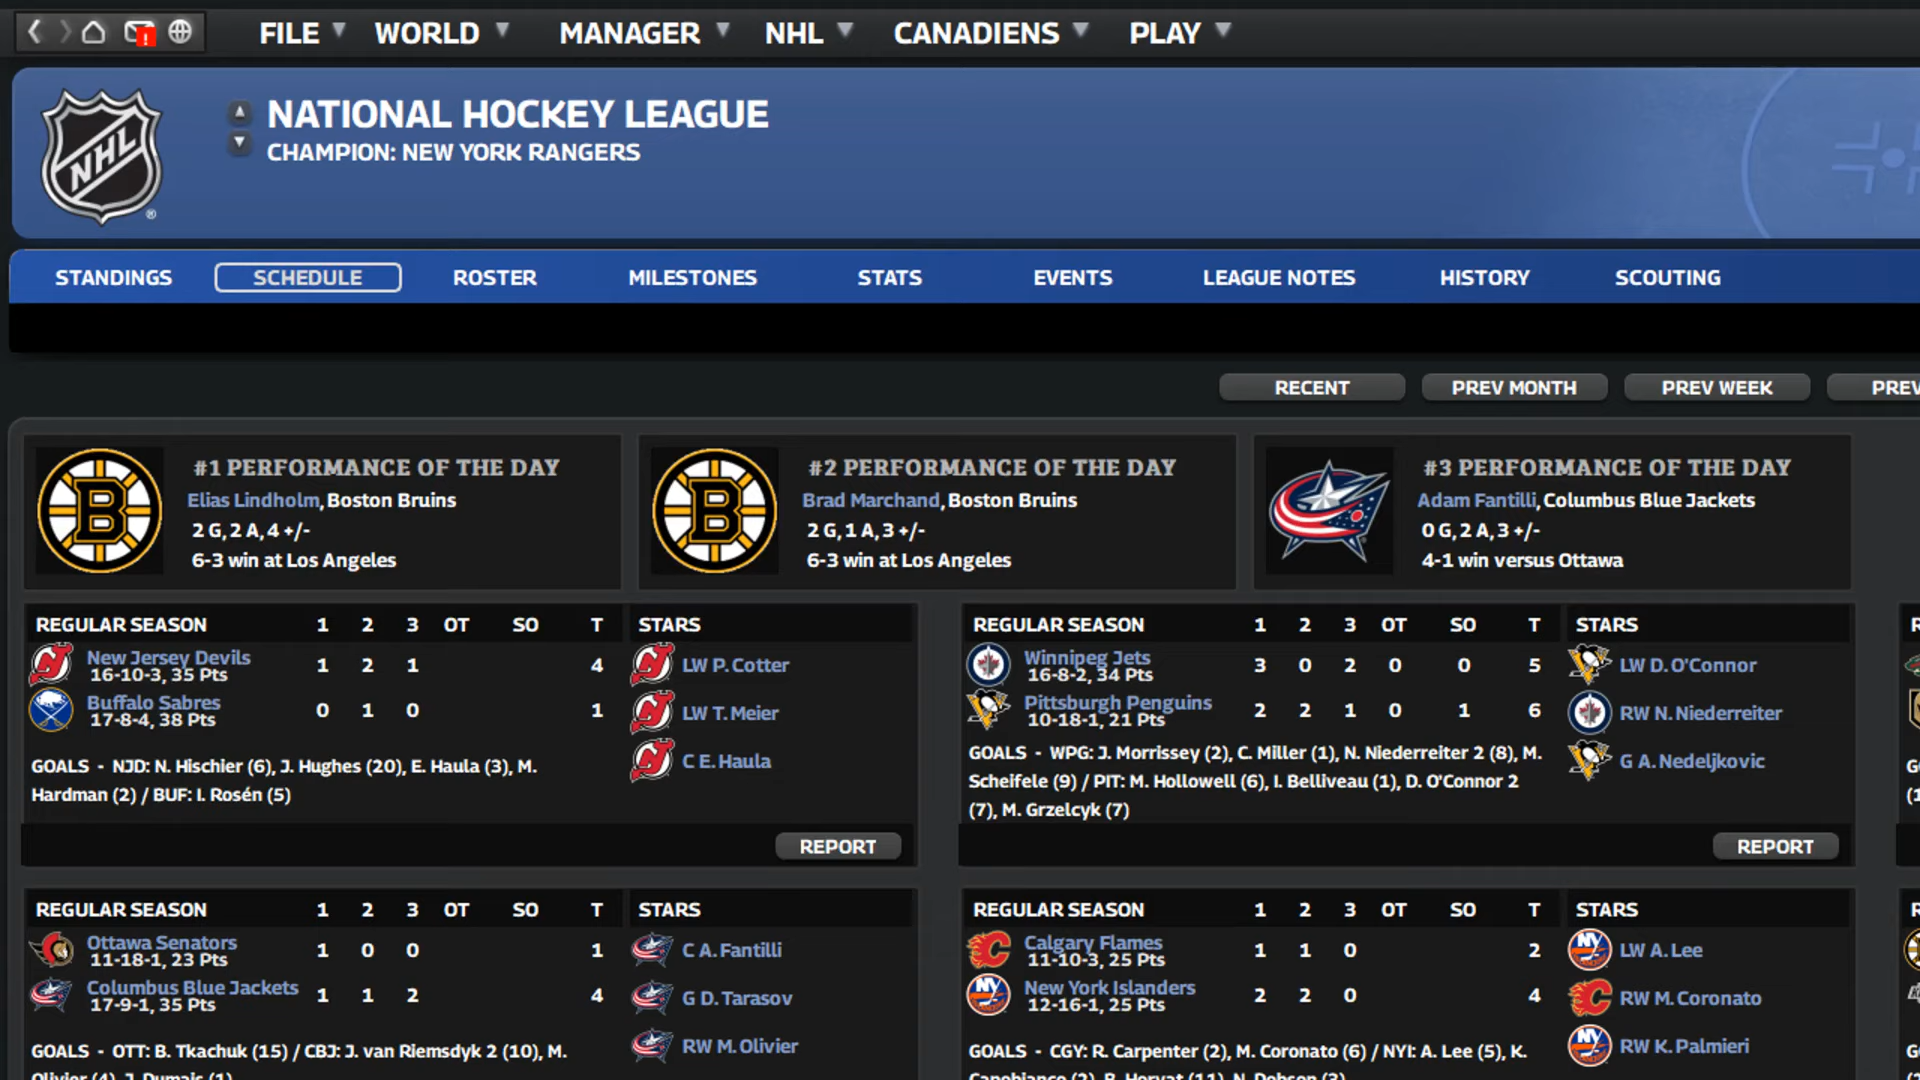 FILE WORLD MANAGER NHL CANADIENS PLAY
NHL
NATIONAL HOCKEY LEAGUE
CHAMPION: NEW YORK RANGERS
STANDINGS SCHEDULE ROSTER MILESTONES STATS EVENTS LEAGUE NOTES HISTORY SCOUTING
RECENT PREV MONTH PREV WEEK PREV
#1 PERFORMANCE OF THE DAY
Elias Lindholm, Boston Bruins
2 G, 2 A, 4 +/-
6-3 win at Los Angeles
#2 PERFORMANCE OF THE DAY
Brad Marchand, Boston Bruins
2 G, 1 A, 3 +/-
6-3 win at Los Angeles
#3 PERFORMANCE OF THE DAY
Adam Fantilli, Columbus Blue Jackets
0 G, 2 A, 3 +/-
4-1 win versus Ottawa
REGULAR SEASON 1 2 3 OT SO T STARS
New Jersey Devils 1 2 1 4 LW P. Cotter
16-10-3, 35 Pts
Buffalo Sabres 0 1 0 1 LW T. Meier
17-8-4, 38 Pts
C E. Haula
GOALS - NJD: N. Hischier (6), J. Hughes (20), E. Haula (3), M.
Hardman (2) / BUF: I. Rosén (5)
REPORT
REGULAR SEASON 1 2 3 OT SO T STARS
Winnipeg Jets 3 0 2 0 0 5 LW D. O'Connor
16-8-2, 34 Pts
Pittsburgh Penguins 2 2 1 0 1 6 RW N. Niederreiter
10-18-1, 21 Pts
G A. Nedeljkovic
GOALS - WPG: J. Morrissey (2), C. Miller (1), N. Niederreiter 2 (8), M.
Scheifele (9) / PIT: M. Hollowell (6), I. Belliveau (1), D. O'Connor 2
(7), M. Grzelcyk (7)
REPORT
REGULAR SEASON 1 2 3 OT SO T STARS
Ottawa Senators 1 0 0 1 C A. Fantilli
11-18-1, 23 Pts
Columbus Blue Jackets 1 1 2 4 G D. Tarasov
17-9-1, 35 Pts
RW M. Olivier
GOALS - OTT: B. Tkachuk (15) / CBJ: J. van Riemsdyk 2 (10), M.
Olivier (4), J. Dumais (1)
REGULAR SEASON 1 2 3 OT SO T STARS
Calgary Flames 1 1 0 2 LW A. Lee
11-10-3, 25 Pts
New York Islanders 2 2 0 4 RW M. Coronato
12-16-1, 25 Pts
RW K. Palmieri
GOALS - CGY: R. Carpenter (2), M. Coronato (6) / NYI: A. Lee (5), K.
Capobianco (2), B. Horvat (11), N. Dobson (3)